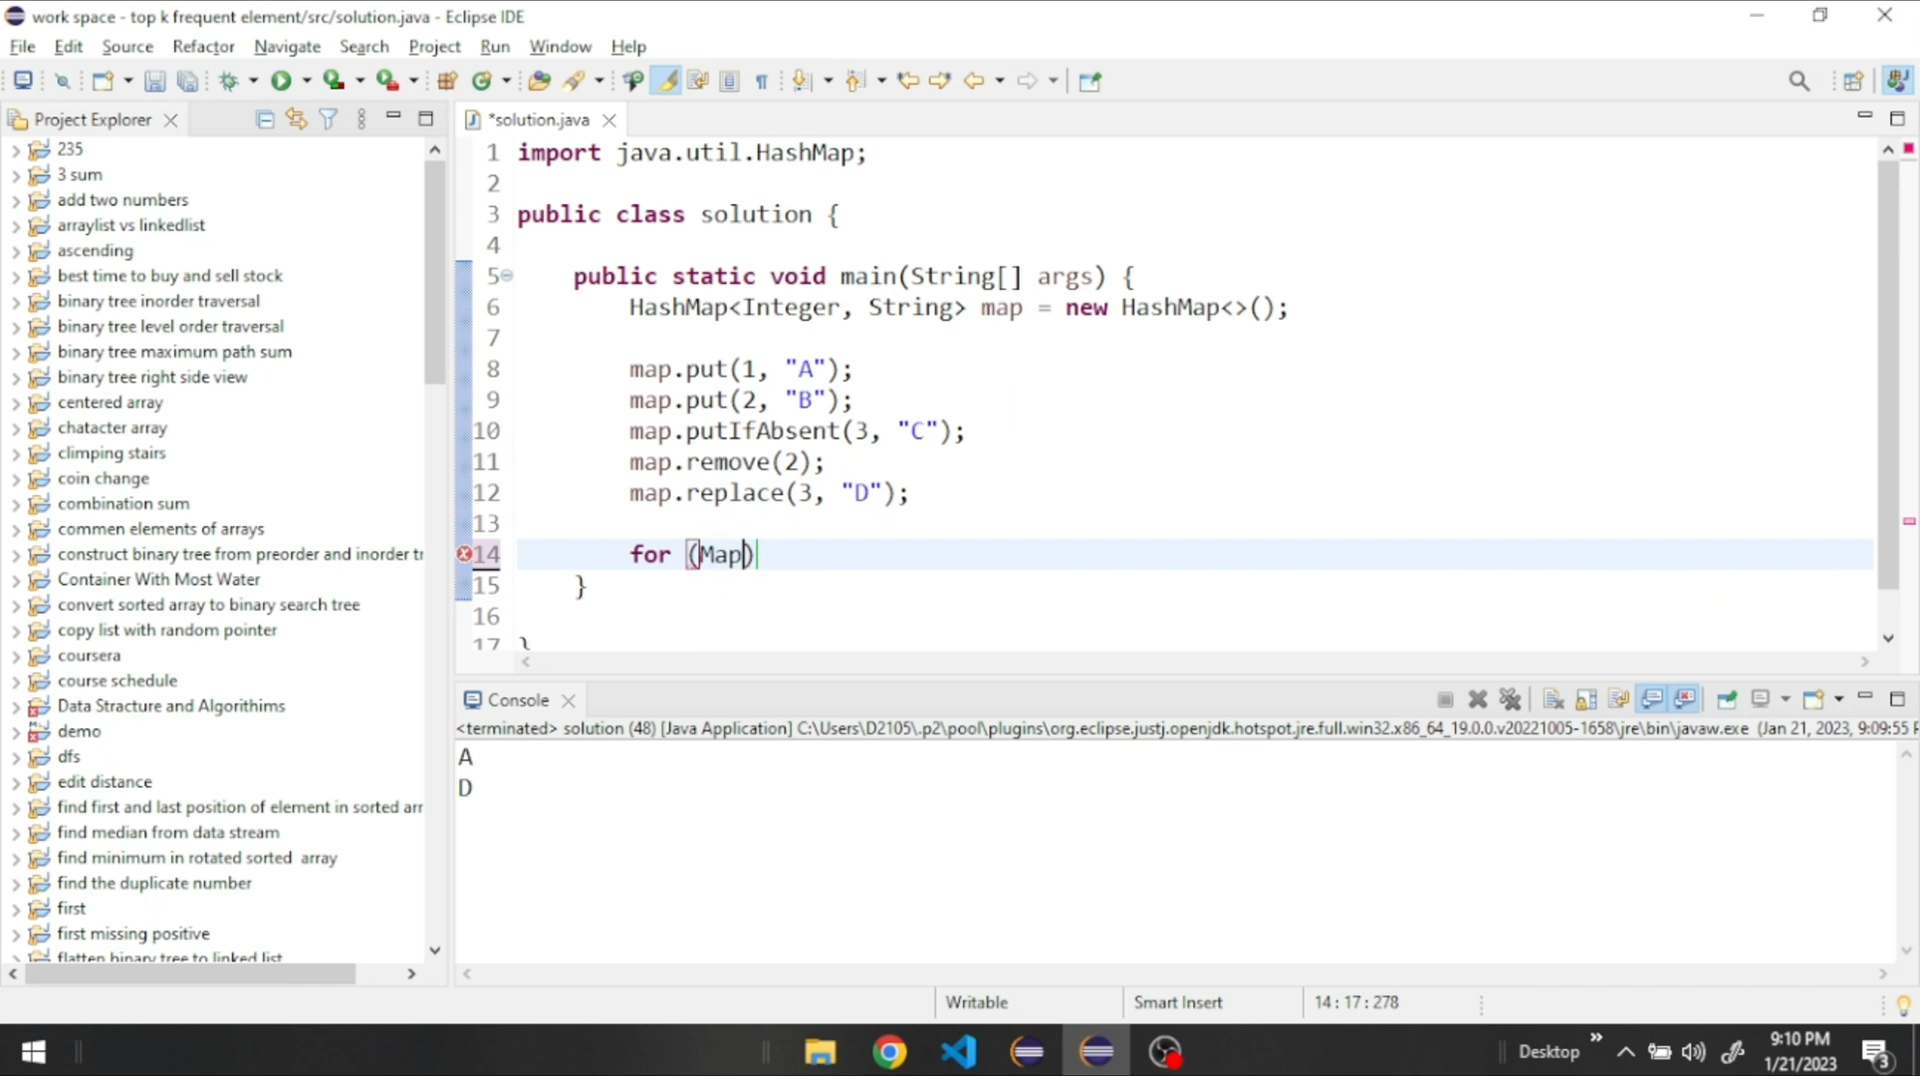 work space - top k frequent element/src/solution.java - Eclipse IDE
File Edit Source Refactor Navigate Search Project Run Window Help
Project Explorer
235
3 sum
add two numbers
arraylist vs linkedlist
ascending
best time to buy and sell stock
binary tree inorder traversal
binary tree level order traversal
binary tree maximum path sum
binary tree right side view
centered array
chatacter array
climping stairs
coin change
combination sum
commen elements of arrays
construct binary tree from preorder and inorder tr
Container With Most Water
convert sorted array to binary search tree
copy list with random pointer
coursera
course schedule
Data Stracture and Algorithims
demo
dfs
edit distance
find first and last position of element in sorted arr
find median from data stream
find minimum in rotated sorted array
find the duplicate number
first
first missing positive
flatten binary tree to linked list
*solution.java
1 import java.util.HashMap;
2
3 public class solution {
4
5 public static void main(String[] args) {
6 HashMap<Integer, String> map = new HashMap<>();
7
8 map.put(1, "A");
9 map.put(2, "B");
10 map.putIfAbsent(3, "C");
11 map.remove(2);
12 map.replace(3, "D");
13
14 for (Map)
15 }
16
17 }
Console
<terminated> solution (48) [Java Application] C:\Users\D2105\.p2\pool\plugins\org.eclipse.justj.openjdk.hotspot.jre.full.win32.x86_64_19.0.0.v20221005-1658\jre\bin\javaw.exe (Jan 21, 2023, 9:09:55 P
A
D
Writable Smart Insert 14 : 17 : 278
Desktop
9:10 PM
1/21/2023
3